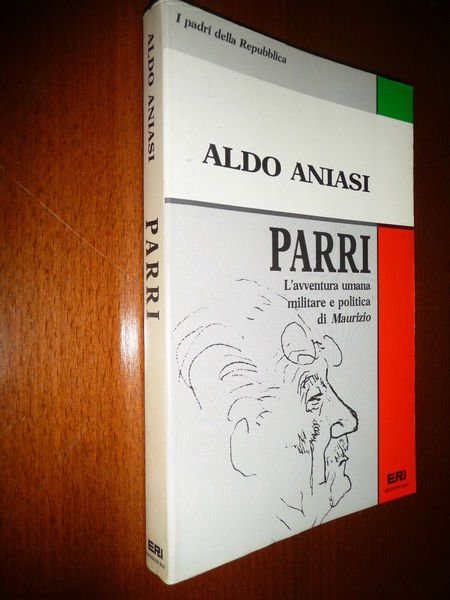 I padri della Repubblica
ALDO ANIASI
PARRI
L'avventura umana
militare e politica
di Maurizio
ERI
ALDO ANIASI
PARRI
ERI